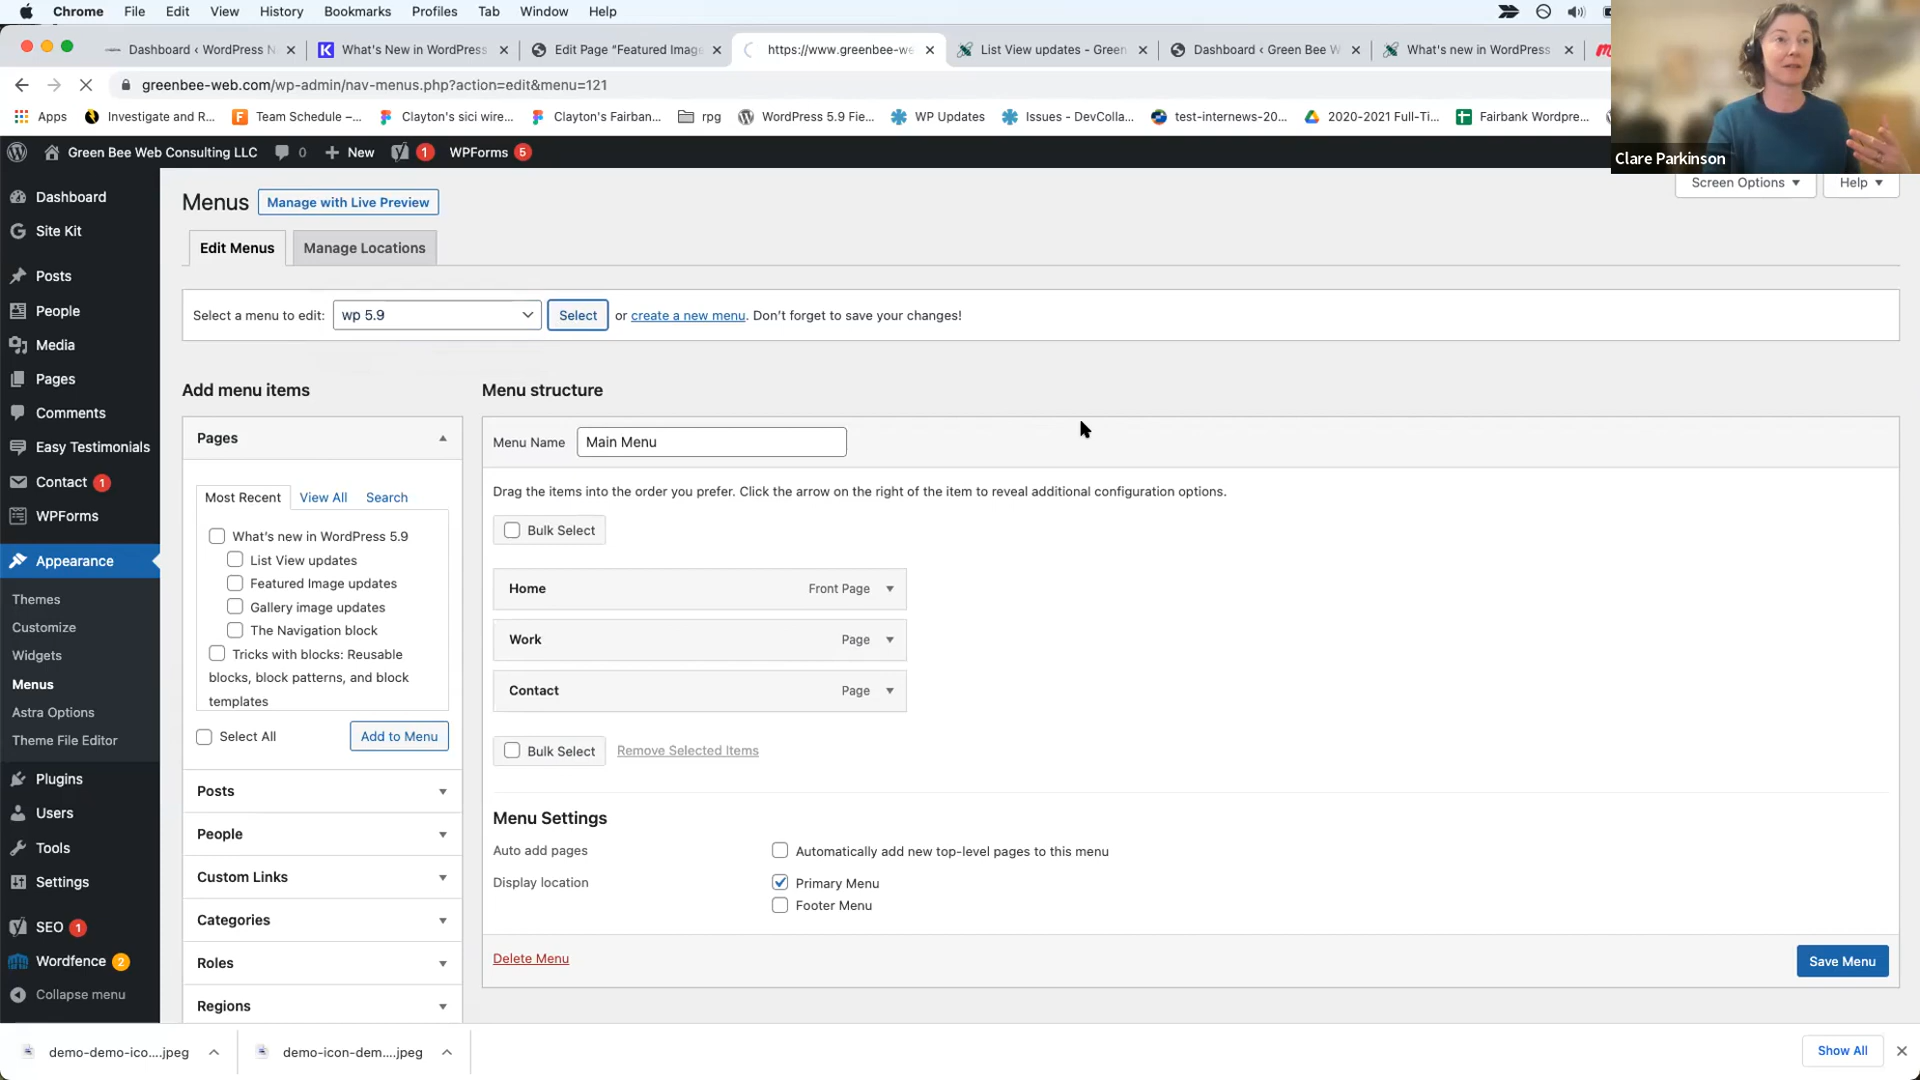 Chrome File Edit View History Bookmarks Profiles Tab Window Help
Dashboard ‹ WordPress N
What's New in WordPress
Edit Page "Featured Imag
https://www.greenbee-we
List View updates - Green
Dashboard ‹ Green Bee W
What's new in WordPress
greenbee-web.com/wp-admin/nav-menus.php?action=edit&menu=121
Apps
Investigate and R...
Team Schedule –...
Clayton's sici wire...
Clayton's Fairban...
rpg
WordPress 5.9 Fie...
WP Updates
Issues - DevColla...
test-internews-20...
2020-2021 Full-Ti...
Fairbank Wordpre...
Clare Parkinson
Green Bee Web Consulting LLC 0 + New 1 WPForms 5
Screen Options Help
Dashboard
Site Kit
Posts
People
Media
Pages
Comments
Easy Testimonials
Contact 1
WPForms
Appearance
Themes
Customize
Widgets
Menus
Astra Options
Theme File Editor
Plugins
Users
Tools
Settings
SEO 1
Wordfence 2
Collapse menu
Menus Manage with Live Preview
Edit Menus Manage Locations
Select a menu to edit: wp 5.9 Select or create a new menu. Don't forget to save your changes!
Add menu items
Pages
Most Recent View All Search
What's new in WordPress 5.9
List View updates
Featured Image updates
Gallery image updates
The Navigation block
Tricks with blocks: Reusable
blocks, block patterns, and block
templates
Select All Add to Menu
Posts
People
Custom Links
Categories
Roles
Regions
Menu structure
Menu Name Main Menu
Drag the items into the order you prefer. Click the arrow on the right of the item to reveal additional configuration options.
Bulk Select
Home Front Page
Work Page
Contact Page
Bulk Select Remove Selected Items
Menu Settings
Auto add pages Automatically add new top-level pages to this menu
Display location Primary Menu
Footer Menu
Delete Menu Save Menu
demo-demo-ico....jpeg
demo-icon-dem....jpeg
Show All